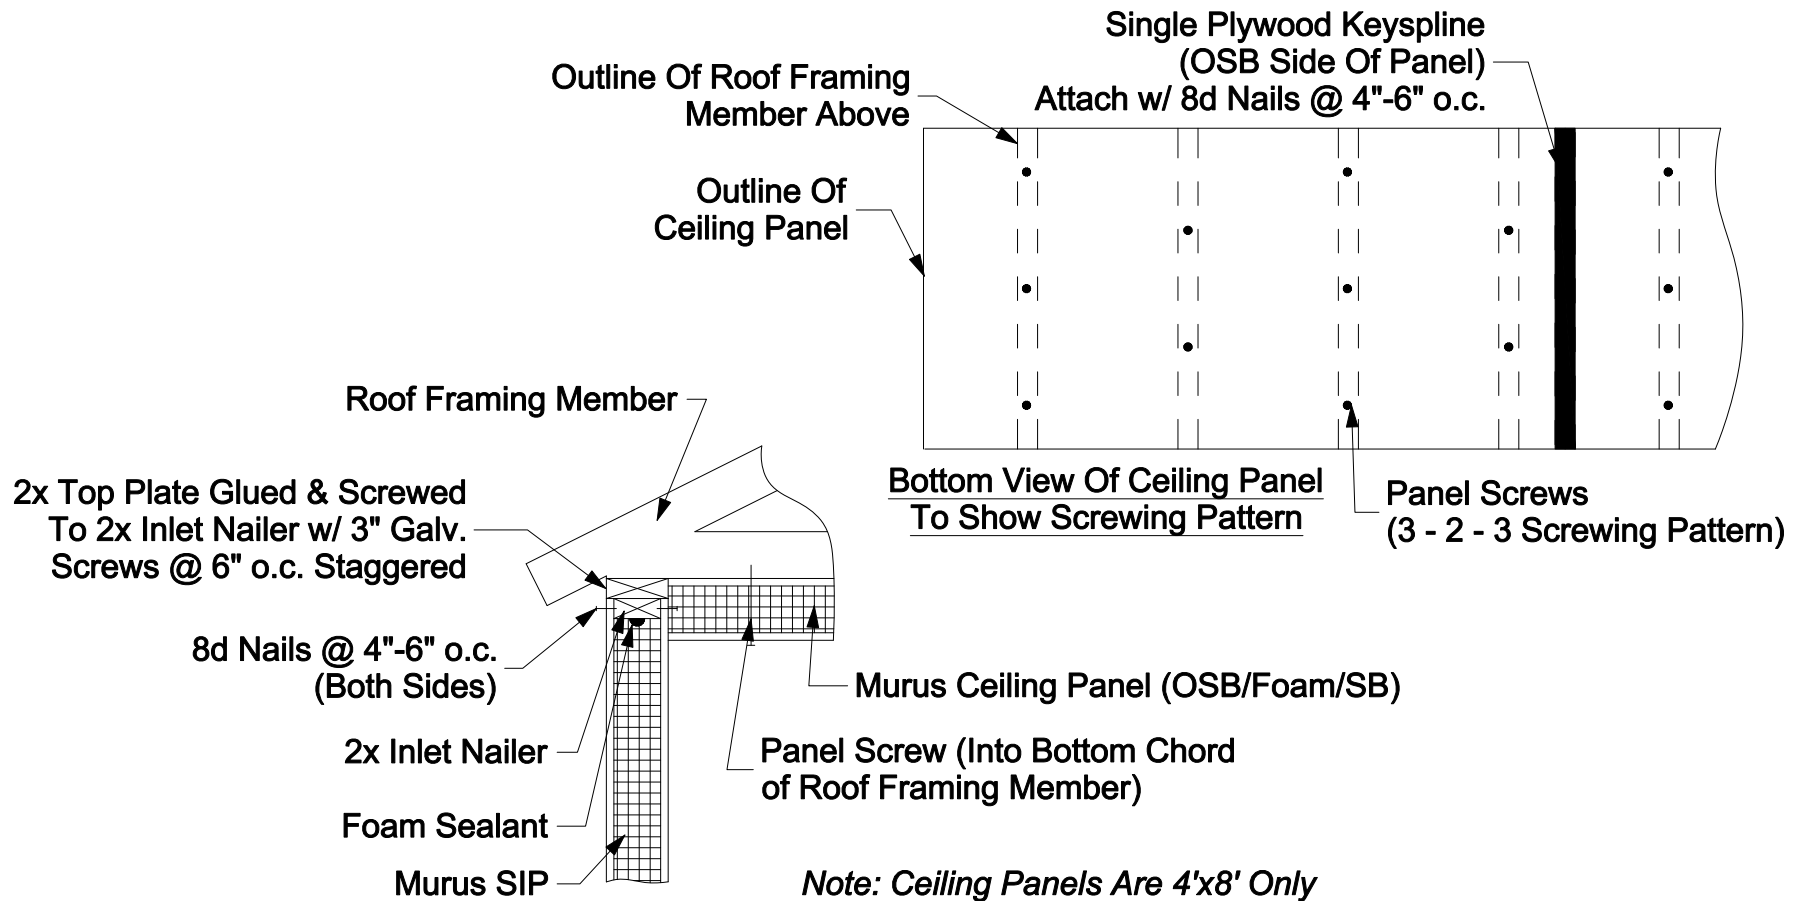 Single Plywood Keyspline
(OSB Side Of Panel)
Attach w/ 8d Nails @ 4"-6" o.c.
Outline Of Roof Framing
Member Above
Outline Of
Ceiling Panel
Bottom View Of Ceiling Panel
To Show Screwing Pattern
Panel Screws
(3 - 2 - 3 Screwing Pattern)
Roof Framing Member
2x Top Plate Glued & Screwed
To 2x Inlet Nailer w/ 3" Galv.
Screws @ 6" o.c. Staggered
8d Nails @ 4"-6" o.c.
(Both Sides)
2x Inlet Nailer
Foam Sealant
Murus SIP
Murus Ceiling Panel (OSB/Foam/SB)
Panel Screw (Into Bottom Chord
of Roof Framing Member)
Note: Ceiling Panels Are 4'x8' Only